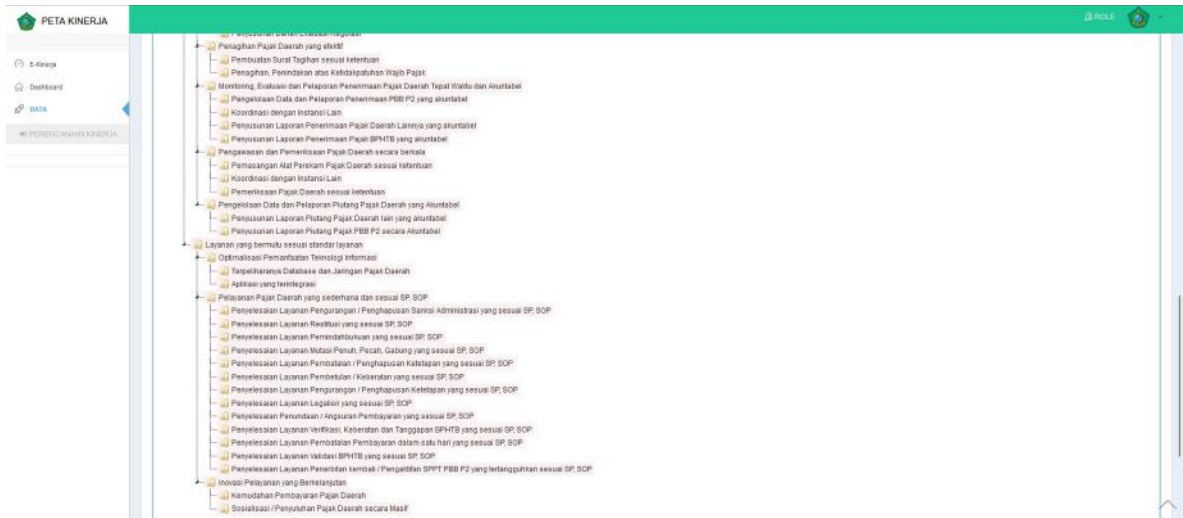 PETA KINERJA
ROLE
E-Kinerja
Dashboard
DATA
PERENCANAAN KINERJA
Penyusunan Bahan Evaluasi Regulasi
Penagihan Pajak Daerah yang efektif
Pembuatan Surat Tagihan sesuai ketentuan
Penagihan, Penindakan atas Ketidakpatuhan Wajib Pajak
Monitoring, Evaluasi dan Pelaporan Penerimaan Pajak Daerah Tepat Waktu dan Akuntabel
Pengelolaan Data dan Pelaporan Penerimaan PBB P2 yang akuntabel
Koordinasi dengan Instansi Lain
Penyusunan Laporan Penerimaan Pajak Daerah Lainnya yang akuntabel
Penyusunan Laporan Penerimaan Pajak BPHTB yang akuntabel
Pengawasan dan Pemeriksaan Pajak Daerah secara berkala
Pemasangan Alat Perekam Pajak Daerah sesuai ketentuan
Koordinasi dengan Instansi Lain
Pemeriksaan Pajak Daerah sesuai ketentuan
Pengelolaan Data dan Pelaporan Piutang Pajak Daerah yang Akuntabel
Penyusunan Laporan Piutang Pajak Daerah lain yang akuntabel
Penyusunan Laporan Piutang Pajak PBB P2 secara Akuntabel
Layanan yang bermutu sesuai standar layanan
Optimalisasi Pemanfaatan Teknologi Informasi
Terpeliharanya Database dan Jaringan Pajak Daerah
Aplikasi yang terintegrasi
Pelayanan Pajak Daerah yang sederhana dan sesuai SP, SOP
Penyelesaian Layanan Pengurangan / Penghapusan Sanksi Administrasi yang sesuai SP, SOP
Penyelesaian Layanan Restitusi yang sesuai SP, SOP
Penyelesaian Layanan Pemindahbukuan yang sesuai SP, SOP
Penyelesaian Layanan Mutasi Penuh, Pecah, Gabung yang sesuai SP, SOP
Penyelesaian Layanan Pembatalan / Penghapusan Ketetapan yang sesuai SP, SOP
Penyelesaian Layanan Pembetulan / Keberatan yang sesuai SP, SOP
Penyelesaian Layanan Pengurangan / Penghapusan Ketetapan yang sesuai SP, SOP
Penyelesaian Layanan Legalisir yang sesuai SP, SOP
Penyelesaian Penundaan / Angsuran Pembayaran yang sesuai SP, SOP
Penyelesaian Layanan Verifikasi, Keberatan dan Tanggapan BPHTB yang sesuai SP, SOP
Penyelesaian Layanan Pembatalan Pembayaran dalam satu hari yang sesuai SP, SOP
Penyelesaian Layanan Validasi BPHTB yang sesuai SP, SOP
Penyelesaian Layanan Penerbitan kembali / Pengaktifan SPPT PBB P2 yang tertangguhkan sesuai SP, SOP
Inovasi Pelayanan yang Berkelanjutan
Kemudahan Pembayaran Pajak Daerah
Sosialisasi / Penyuluhan Pajak Daerah secara Masif